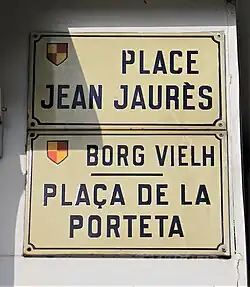 PLACE
JEAN JAURÈS
BORG VIELH
PLAÇA DE LA
PORTETA